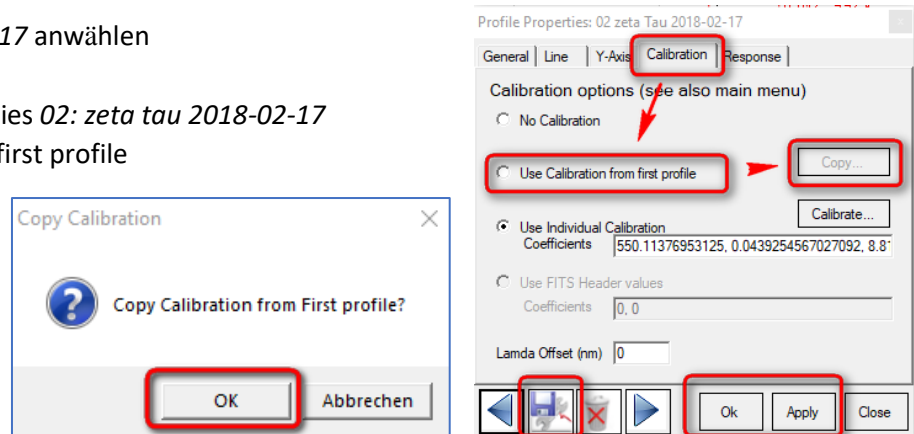 17 anwählen
ies 02: zeta tau 2018-02-17
first profile
Copy Calibration
Copy Calibration from First profile?
OK
Abbrechen
Profile Properties: 02 zeta Tau 2018-02-17
General Line Y-Axis Calibration Response
Calibration options (see also main menu)
No Calibration
Use Calibration from first profile
Copy...
Use Individual Calibration
Calibrate...
Coefficients 550.11376953125, 0.0439254567027092, 8.8
Use FITS Header values
Coefficients 0, 0
Lamda Offset (nm) 0
Ok
Apply
Close